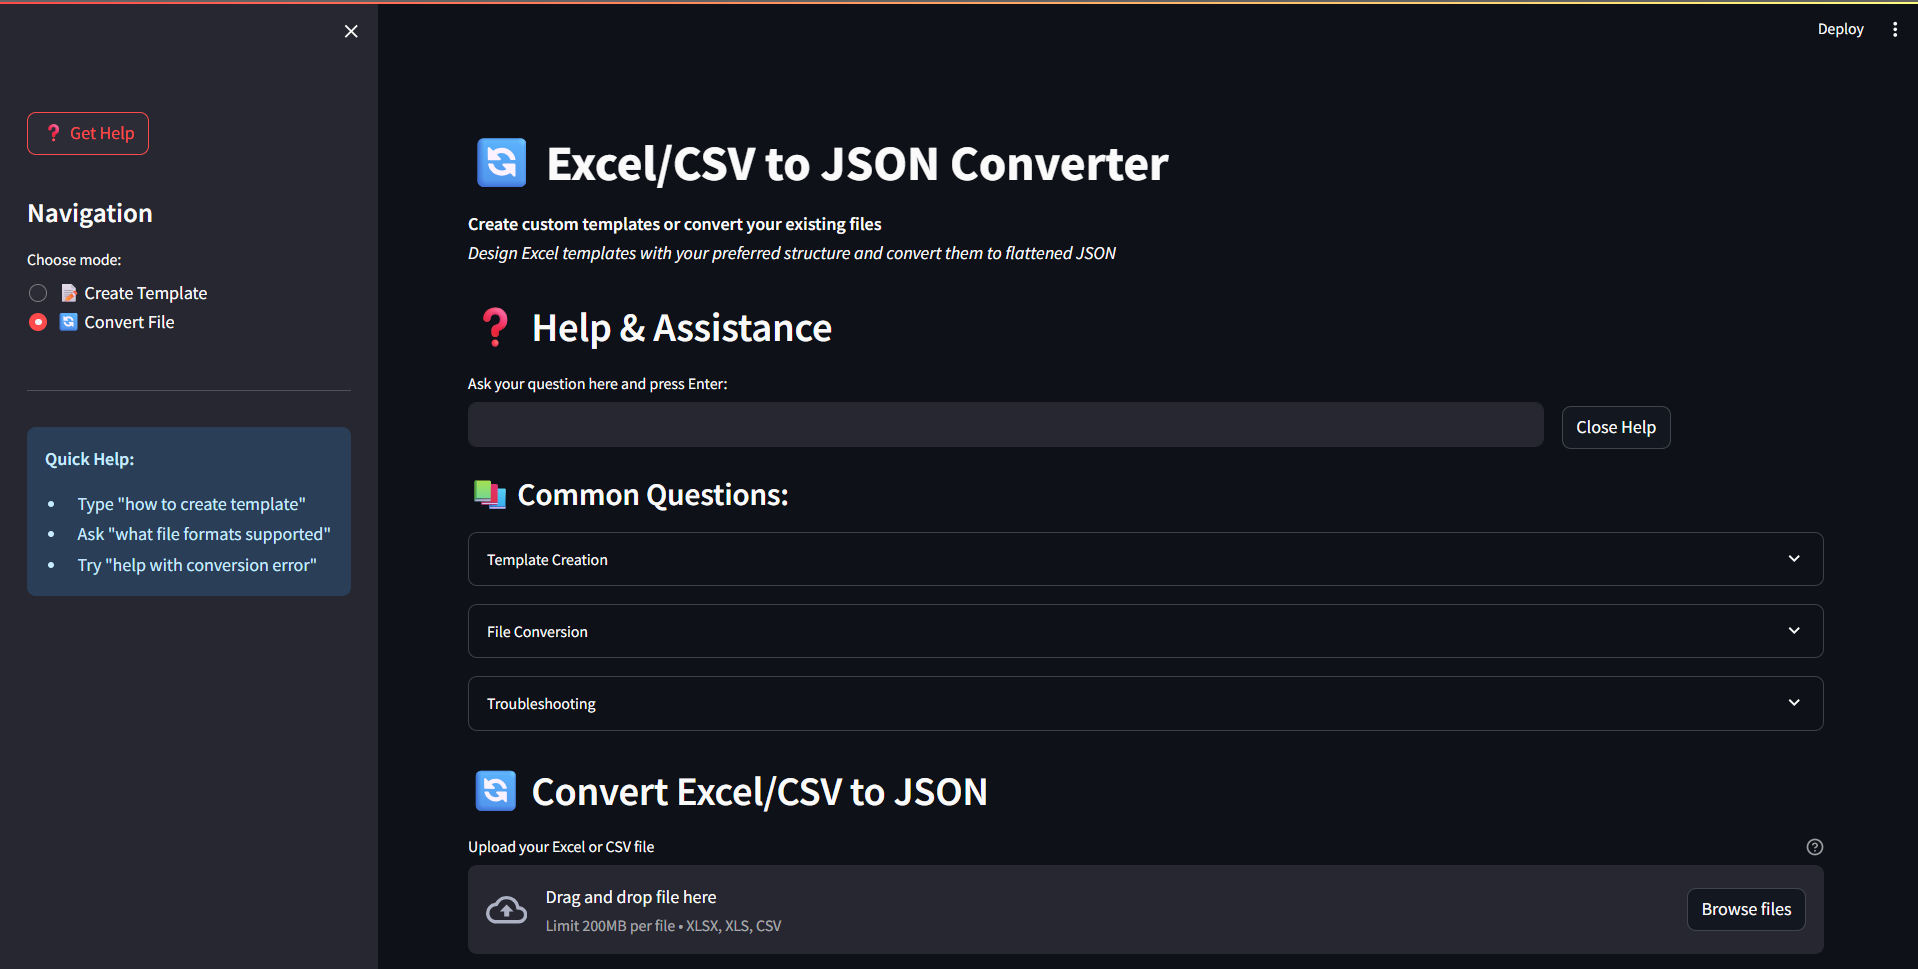 Deploy
Get Help
Navigation
Choose mode:
Create Template
Convert File
Quick Help:
• Type "how to create template"
• Ask "what file formats supported"
• Try "help with conversion error"
Excel/CSV to JSON Converter
Create custom templates or convert your existing files
Design Excel templates with your preferred structure and convert them to flattened JSON
Help & Assistance
Ask your question here and press Enter:
Close Help
Common Questions:
Template Creation
File Conversion
Troubleshooting
Convert Excel/CSV to JSON
Upload your Excel or CSV file
Drag and drop file here
Limit 200MB per file • XLSX, XLS, CSV
Browse files